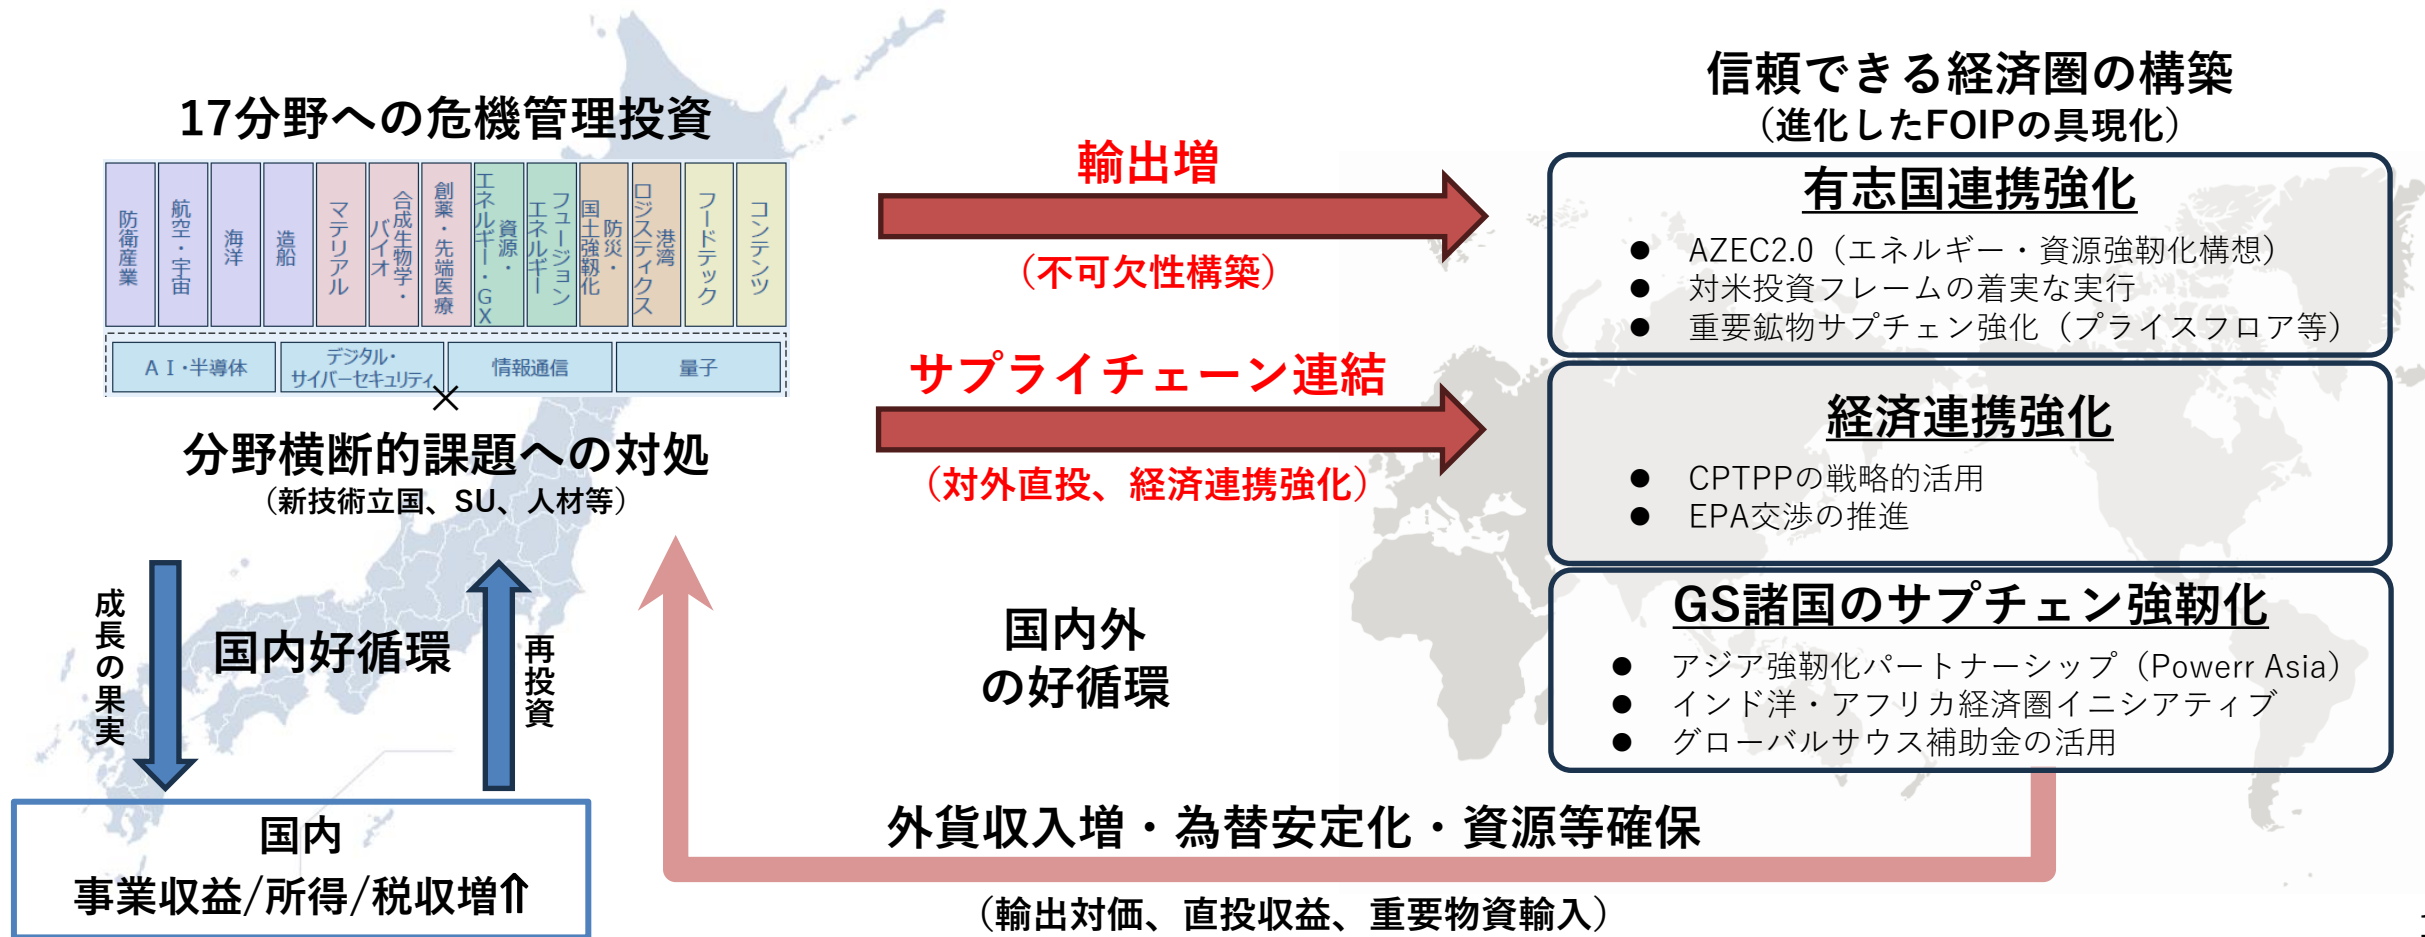 17分野への危機管理投資
防衛産業
航空・宇宙
海洋
造船
マテリアル
合成生物学・
バイオ
創薬・先端医療
資源・
エネルギー・GX
フュージョン
エネルギー
防災・
国土強靱化
港湾
ロジスティクス
フードテック
コンテンツ
AI・半導体
デジタル・
サイバーセキュリティ
情報通信
量子
×
分野横断的課題への対処
（新技術立国、SU、人材等）
成長の果実
国内好循環
再投資
国内
事業収益/所得/税収増⇑
輸出増
（不可欠性構築）
サプライチェーン連結
（対外直投、経済連携強化）
国内外
の好循環
外貨収入増・為替安定化・資源等確保
（輸出対価、直投収益、重要物資輸入）
信頼できる経済圏の構築
（進化したFOIPの具現化）
有志国連携強化
● AZEC2.0（エネルギー・資源強靭化構想）
● 対米投資フレームの着実な実行
● 重要鉱物サプチェン強化（プライスフロア等）
経済連携強化
● CPTPPの戦略的活用
● EPA交渉の推進
GS諸国のサプチェン強靭化
● アジア強靭化パートナーシップ（Powerr Asia）
● インド洋・アフリカ経済圏イニシアティブ
● グローバルサウス補助金の活用